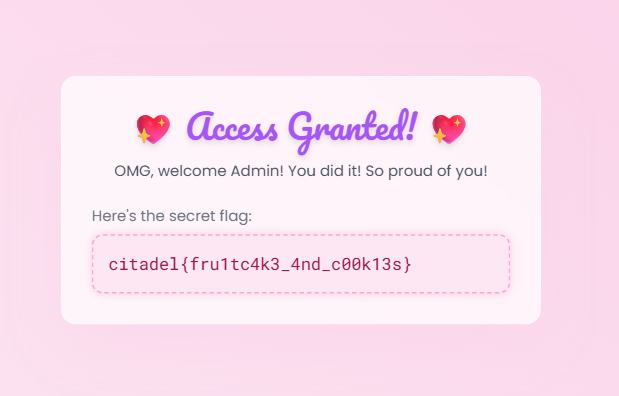 Access Granted!
OMG, welcome Admin! You did it! So proud of you!
Here's the secret flag:
citadel{fru1tc4k3_4nd_c00k13s}